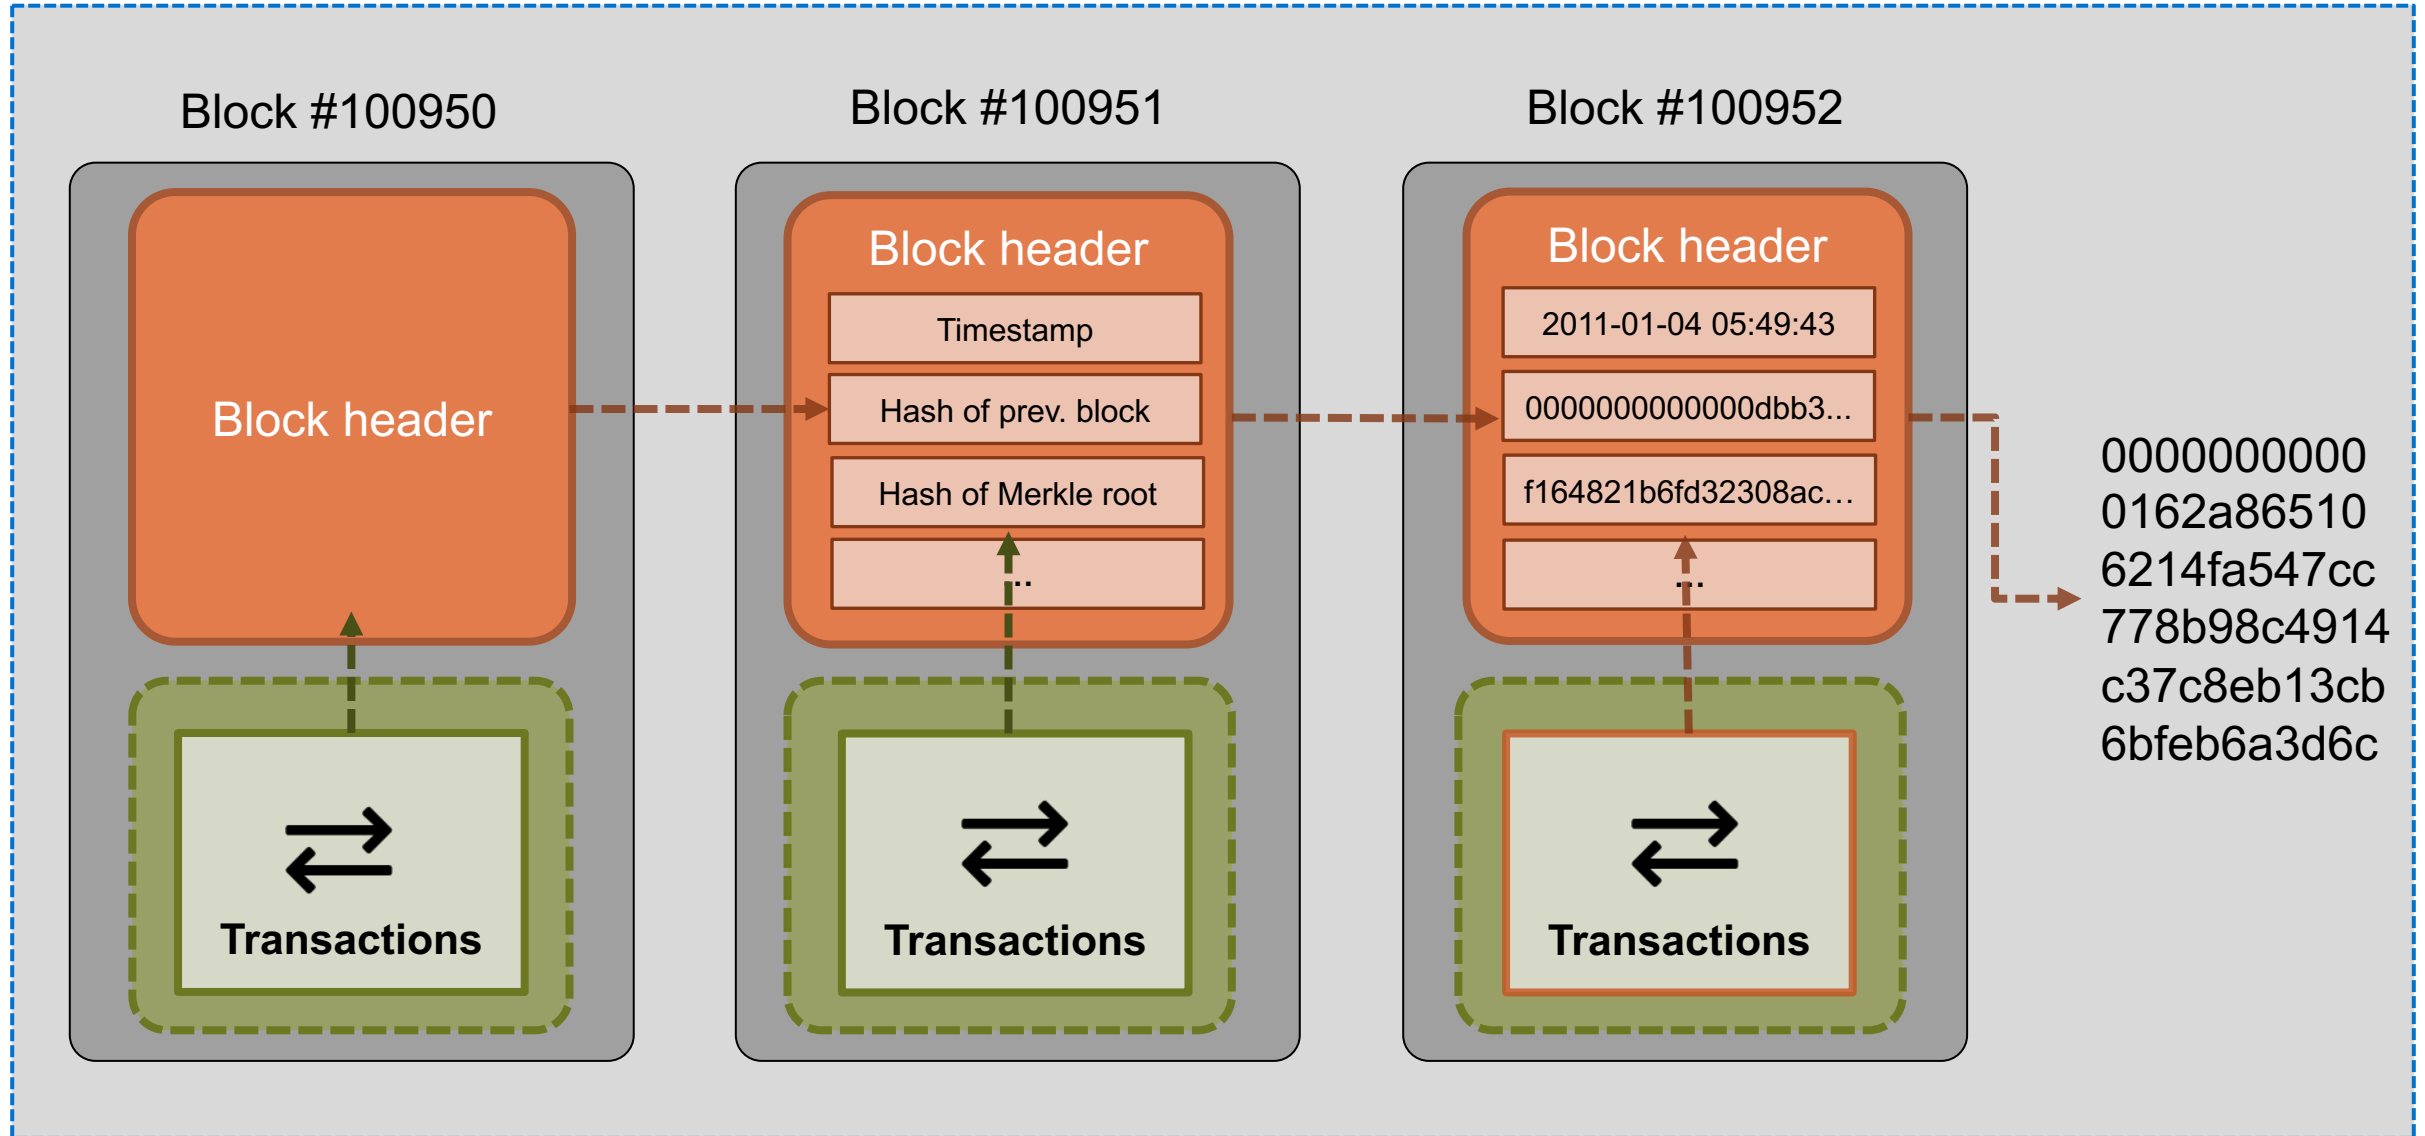 Block #100950
Block header
Transactions
Block #100951
Block header
Timestamp
Hash of prev. block
Hash of Merkle root
...
Transactions
Block #100952
Block header
2011-01-04 05:49:43
0000000000000dbb3...
f164821b6fd32308ac...
...
Transactions
0000000000
0162a86510
6214fa547cc
778b98c4914
c37c8eb13cb
6bfeb6a3d6c